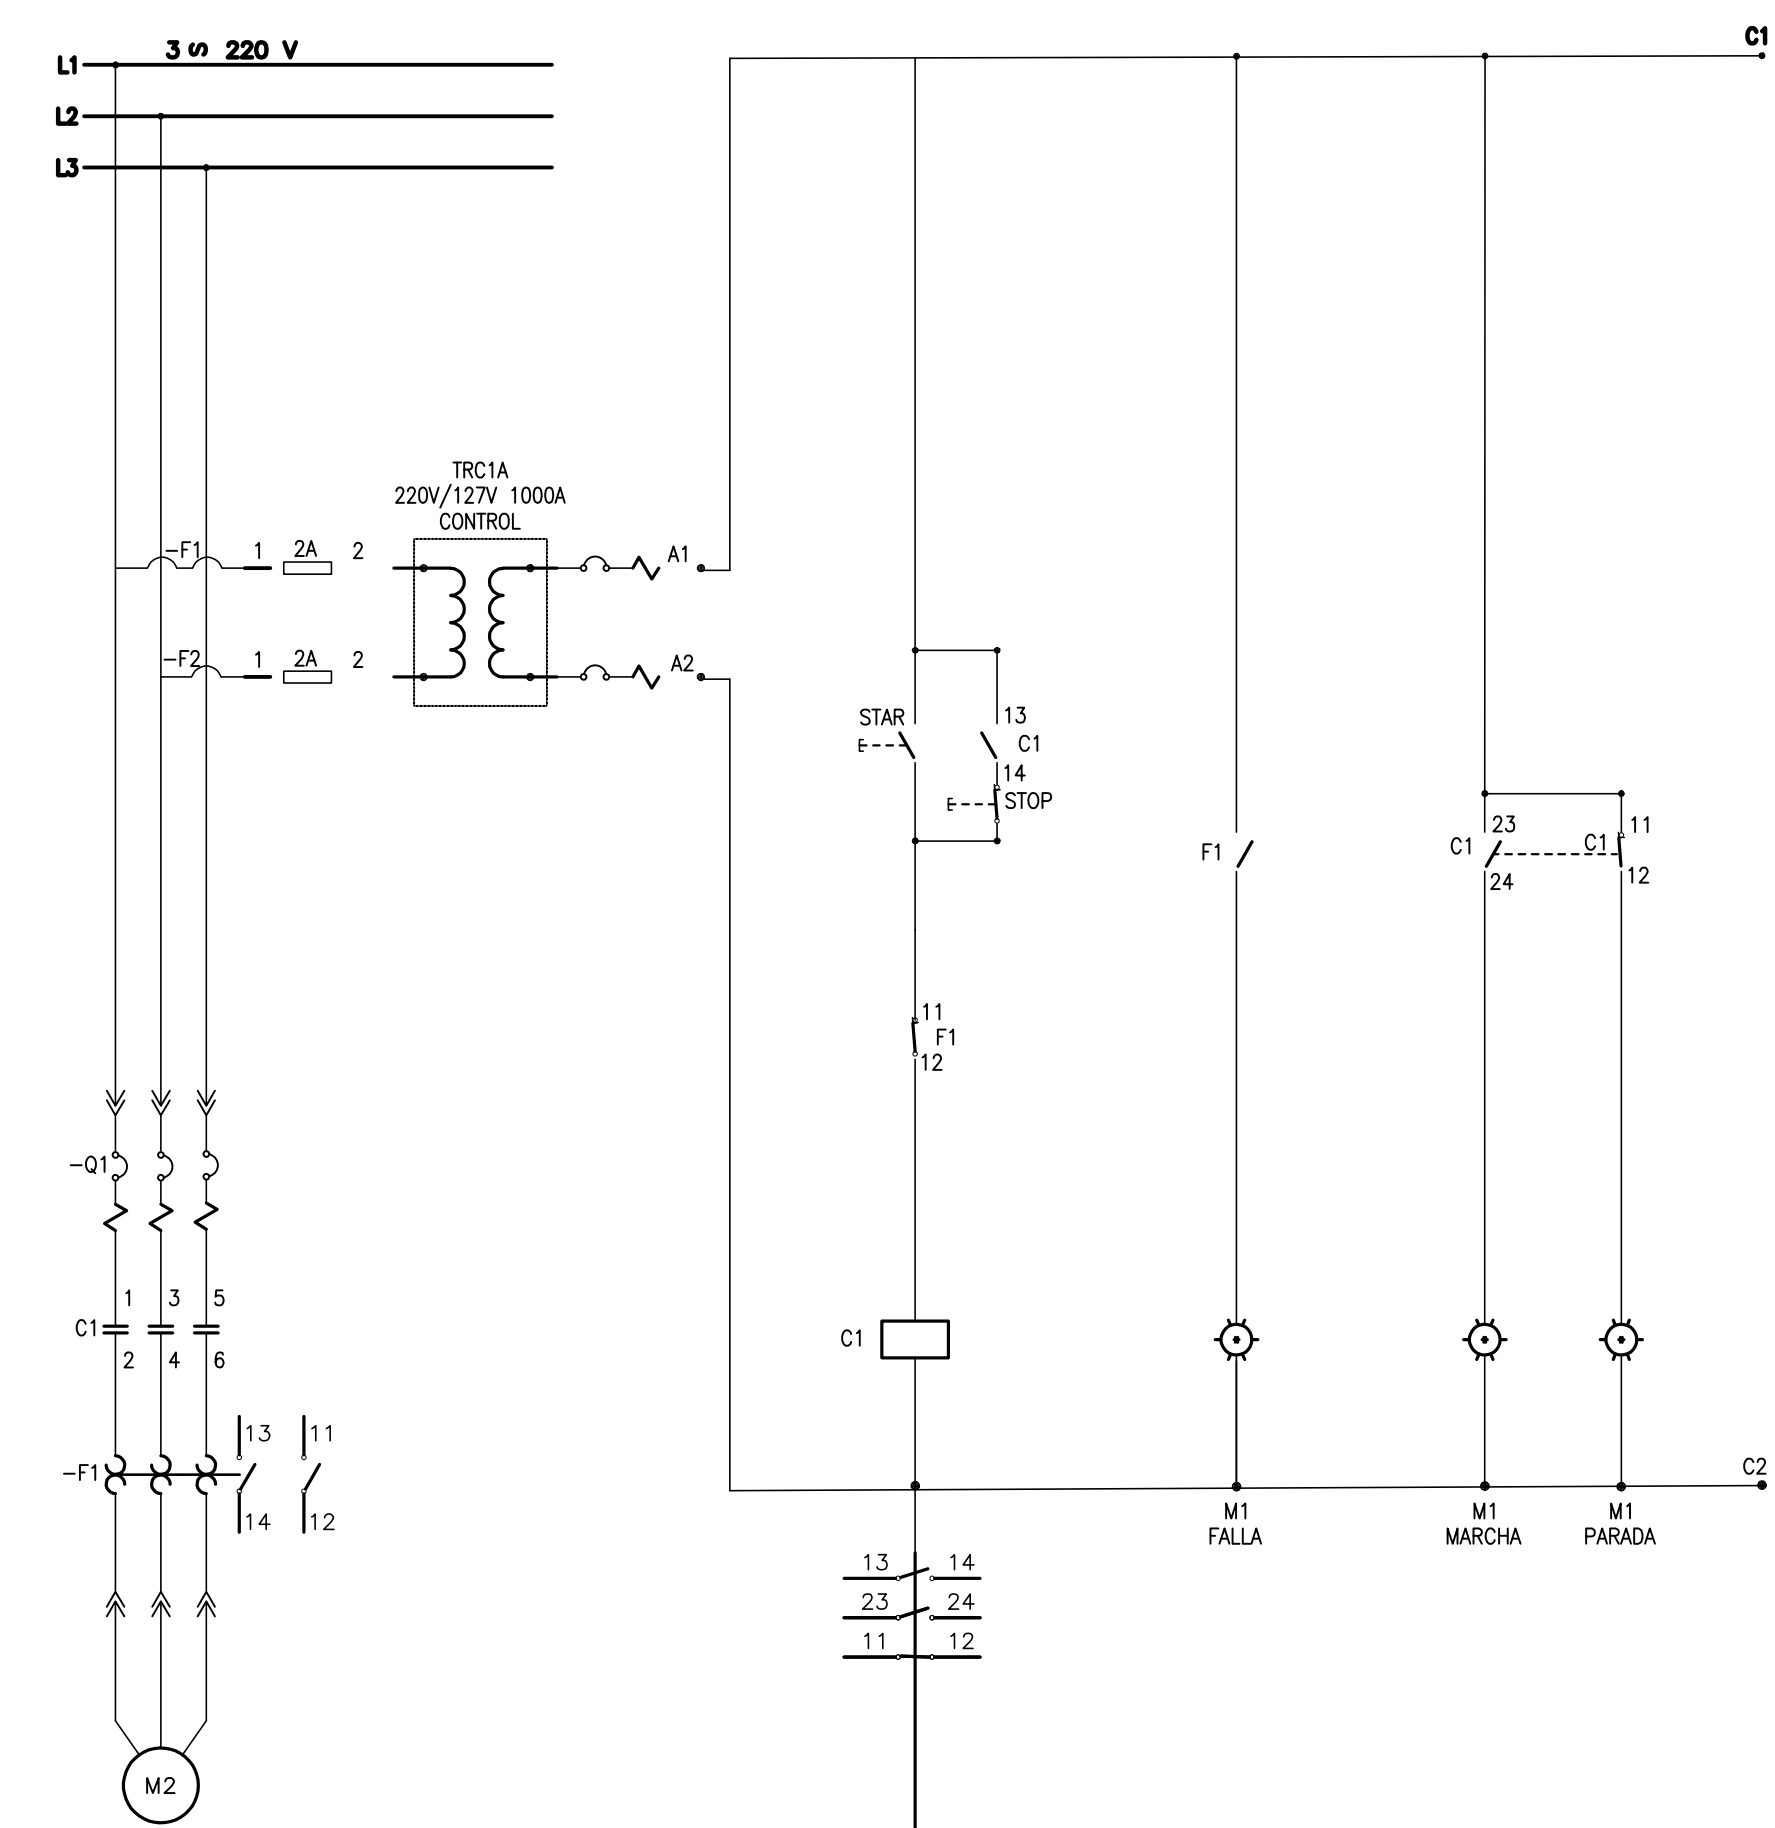 3 S 220 V
L1
L2
L3
C1
TRC1A
220V/127V 1000A
CONTROL
-F1 1 2A 2
A1
-F2 1 2A 2
A2
STAR
E
13
C1
14
E
STOP
F1
23
C1
24
C1
11
12
11
F1
12
-Q1
1 3 5
C1
2 4 6
C1
13 11
-F1
14 12
C2
M1
FALLA
M1
MARCHA
M1
PARADA
13 14
23 24
11 12
M2